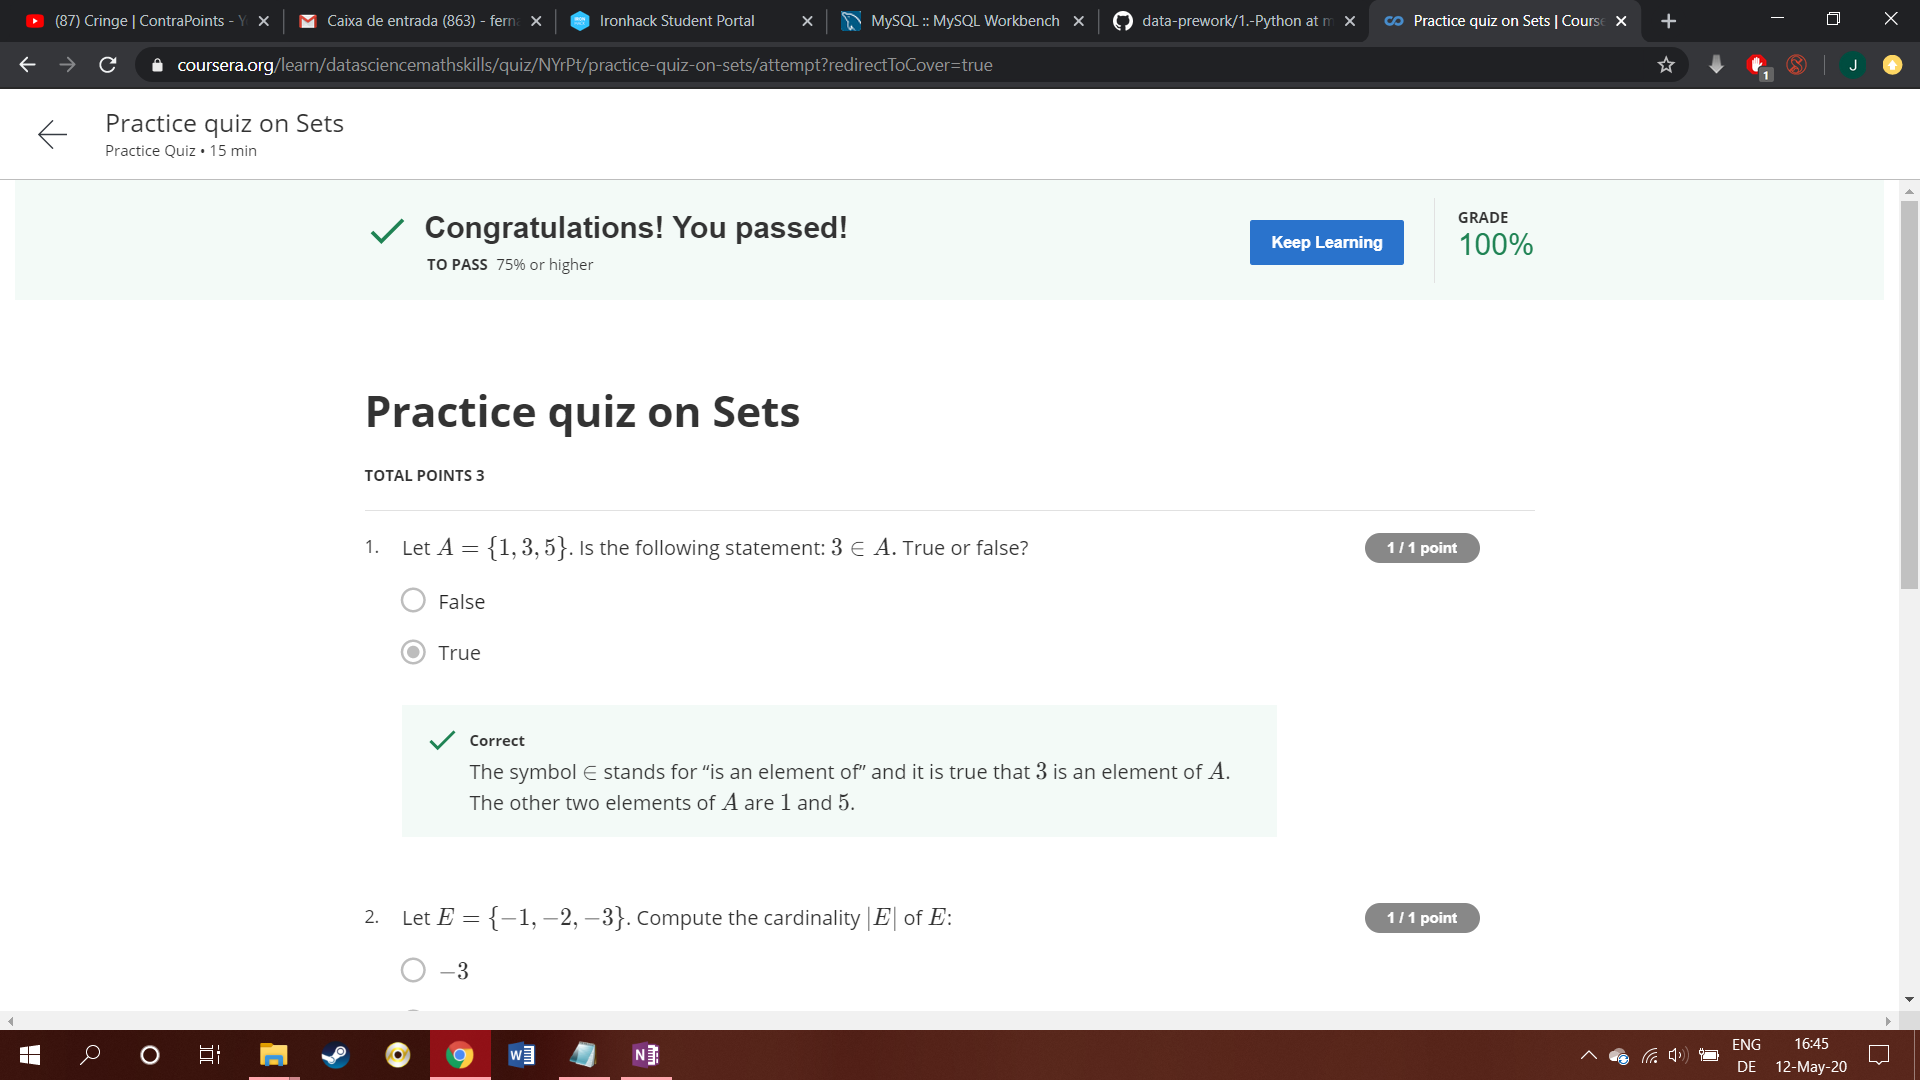 (87) Cringe | ContraPoints - Y
Caixa de entrada (863) - fern
Ironhack Student Portal
MySQL :: MySQL Workbench
data-prework/1.-Python at m
Practice quiz on Sets | Course
coursera.org/learn/datasciencemathskills/quiz/NYrPt/practice-quiz-on-sets/attempt?redirectToCover=true
1
J
Practice quiz on Sets
Practice Quiz • 15 min
Congratulations! You passed!
TO PASS 75% or higher
Keep Learning
GRADE
100%
Practice quiz on Sets
TOTAL POINTS 3
1. Let A = {1, 3, 5}. Is the following statement: 3 ∈ A. True or false?
1 / 1 point
False
True
Correct
The symbol ∈ stands for “is an element of” and it is true that 3 is an element of A.
The other two elements of A are 1 and 5.
2. Let E = {−1, −2, −3}. Compute the cardinality |E| of E:
1 / 1 point
−3
ENG
DE
16:45
12-May-20